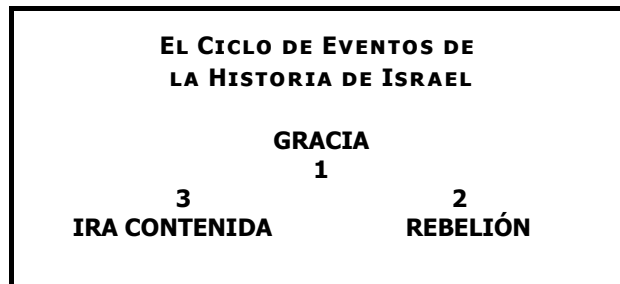 El Ciclo de Eventos de
la Historia de Israel
GRACIA
1
3 2
IRA CONTENIDA REBELIÓN